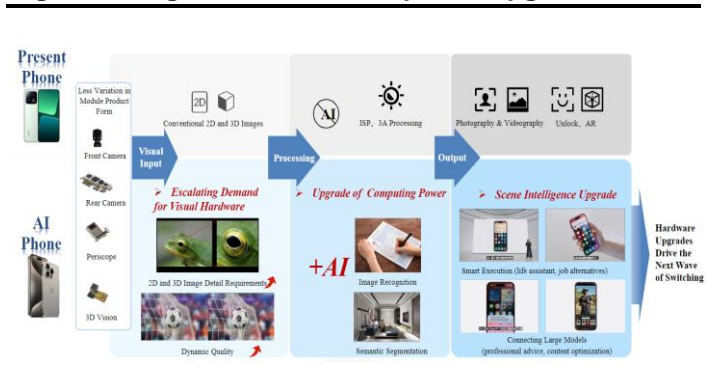 Present
Phone
Less Variation in
Module Product
Form
Front Camera
Rear Camera
Periscope
3D Vision
AI
Phone
Visual
Input
2D
Conventional 2D and 3D Images
➢ Escalating Demand
for Visual Hardware
2D and 3D Image Detail Requirements
Dynamic Quality
Processing
AI
ISP、3A Processing
➢ Upgrade of Computing Power
+AI
Image Recognition
Semantic Segmentation
Output
Photography & Videography
Unlock、AR
➢ Scene Intelligence Upgrade
Smart Execution (life assistant, job alternatives)
Connecting Large Models
(professional advice, content optimization)
Hardware
Upgrades
Drive the
Next Wave
of Switching